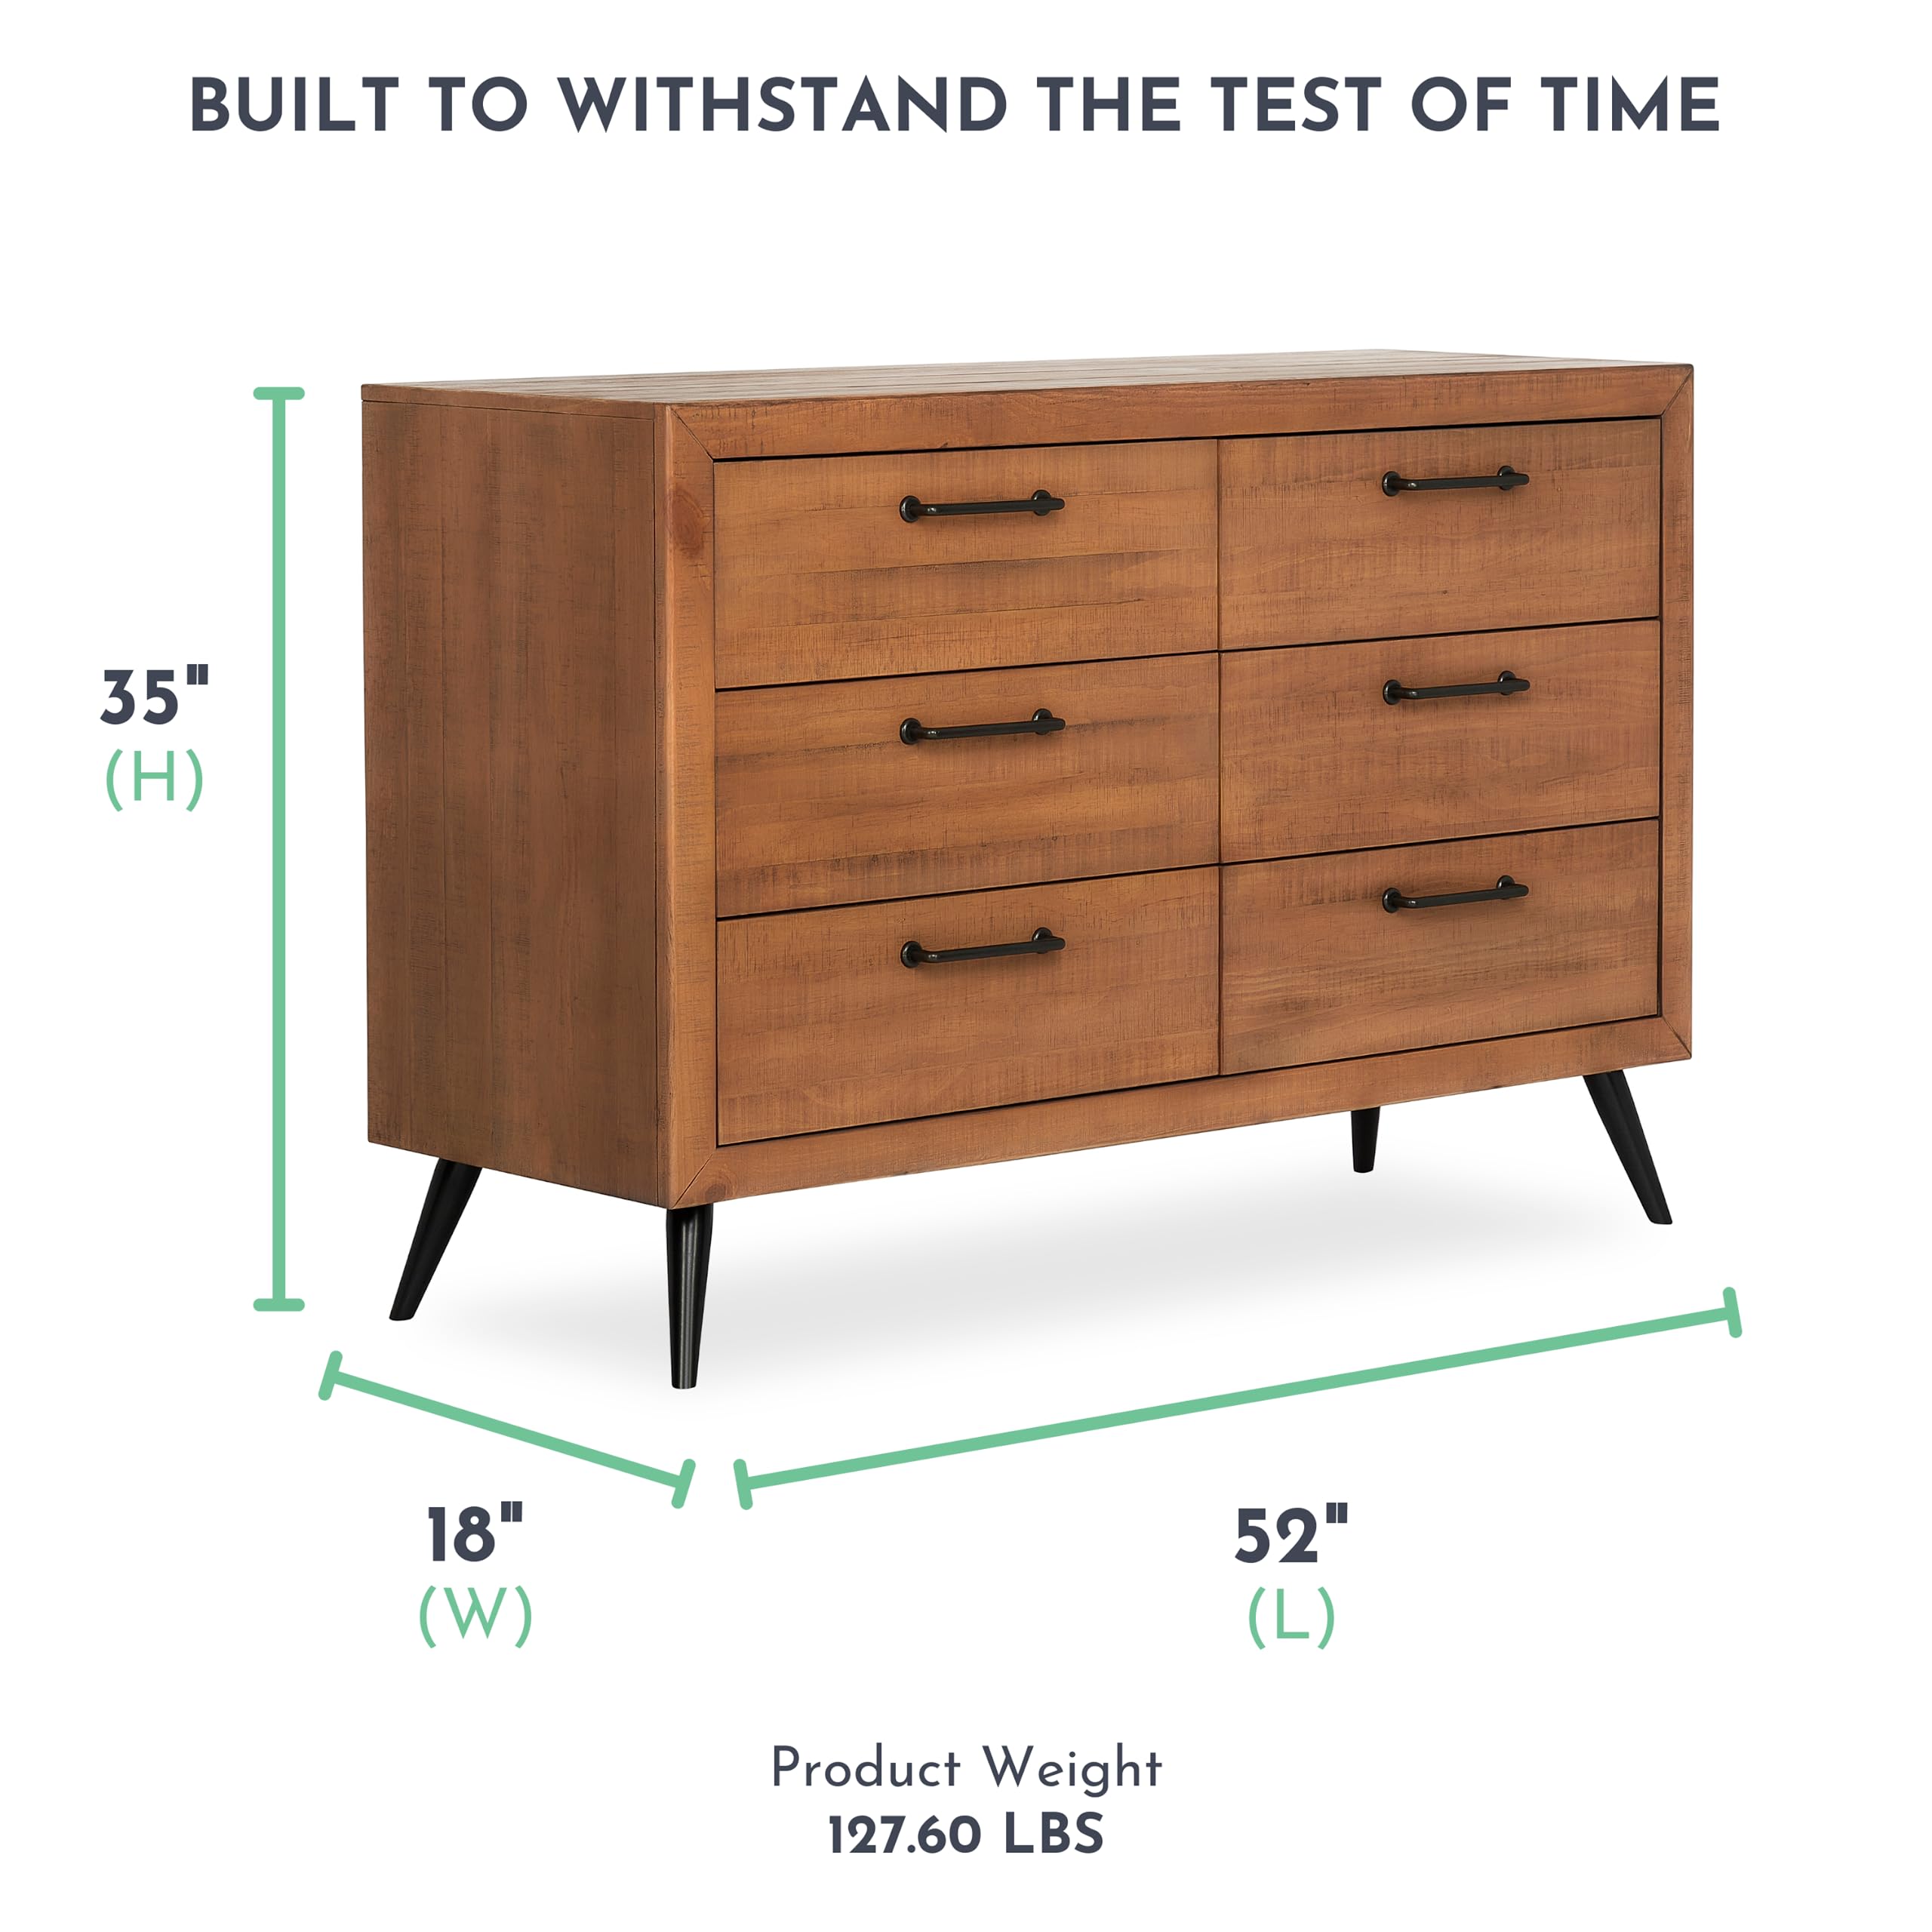 BUILT TO WITHSTAND THE TEST OF TIME
35"
(H)
18"
(W)
52"
(L)
Product Weight
127.60 LBS